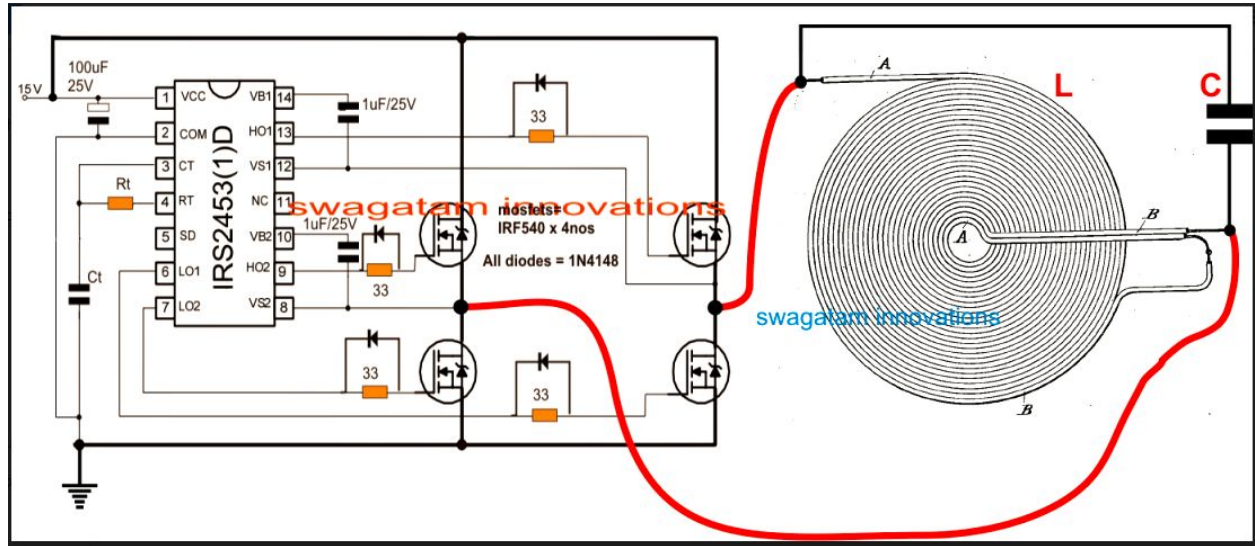 100uF
25V
15 V
1
VCC
2
COM
3
CT
4
RT
5
SD
6
LO1
7
LO2
IRS2453(1)D
VB1
14
HO1
13
VS1
12
NC
11
VB2
10
HO2
9
VS2
8
Rt
Ct
1uF/25V
1uF/25V
33
33
33
33
swagatam innovations
mosfets=
IRF540 x 4nos
All diodes = 1N4148
A
L
C
A
B
B
swagatam innovations